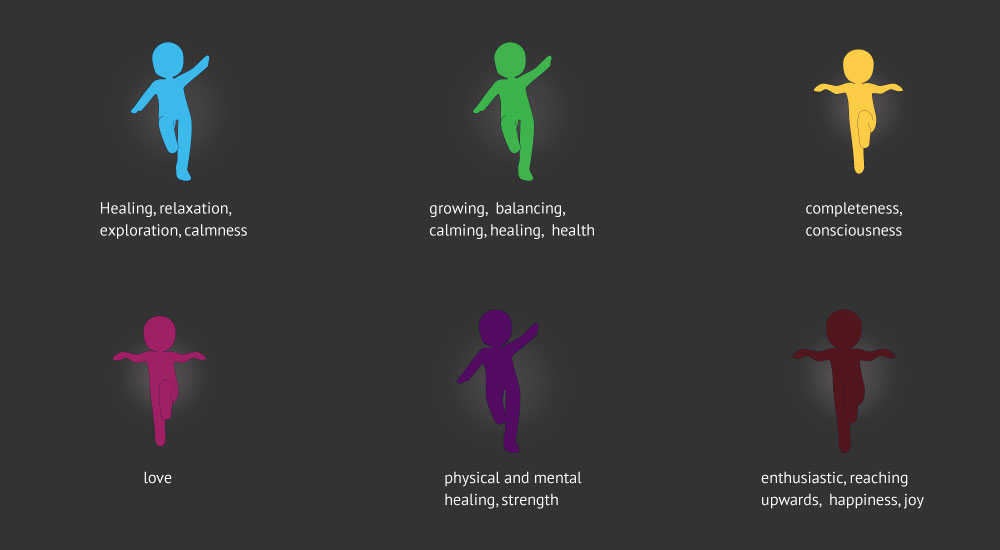 Healing, relaxation,
exploration, calmness
growing, balancing,
calming, healing, health
completeness,
consciousness
love
physical and mental
healing, strength
enthusiastic, reaching
upwards, happiness, joy